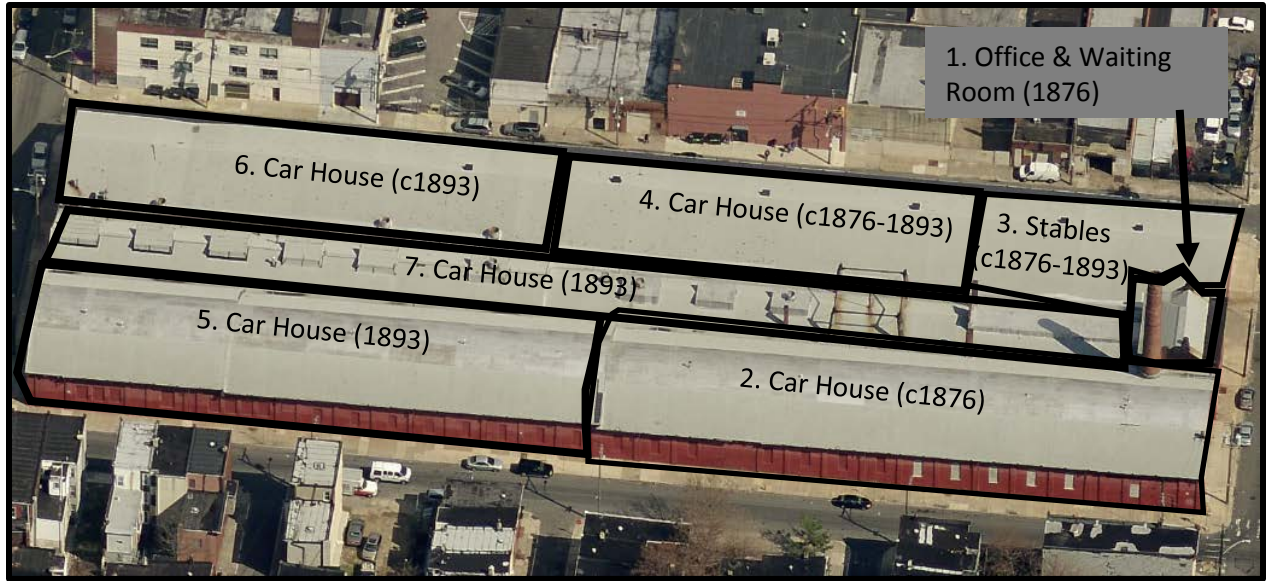 1. Office & Waiting
Room (1876)
6. Car House (c1893)
4. Car House (c1876-1893)
3. Stables
(c1876-1893)
7. Car House (1893)
5. Car House (1893)
2. Car House (c1876)